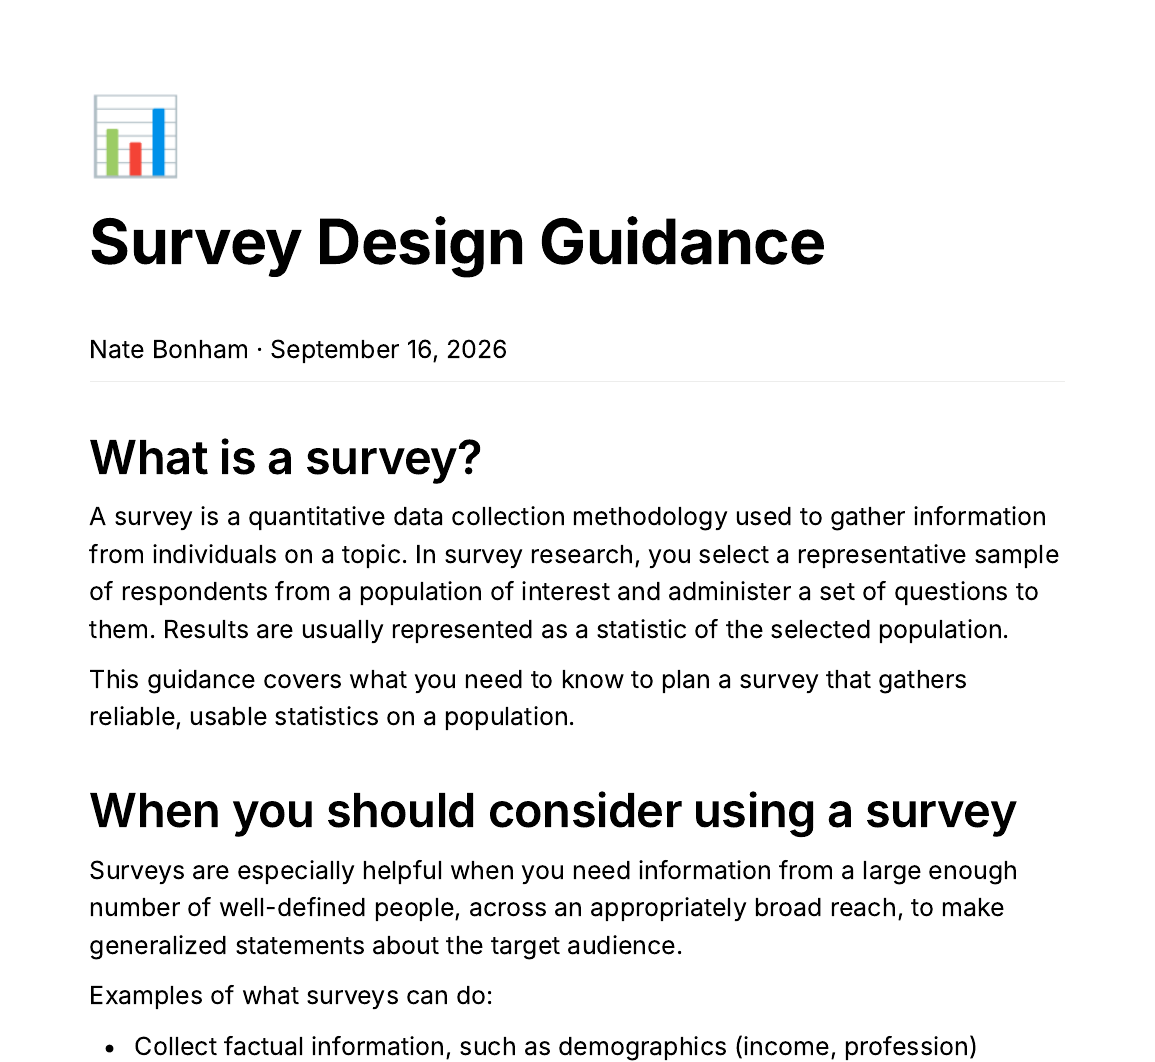 Survey Design Guidance
Nate Bonham · September 16, 2026
What is a survey?
A survey is a quantitative data collection methodology used to gather information
from individuals on a topic. In survey research, you select a representative sample
of respondents from a population of interest and administer a set of questions to
them. Results are usually represented as a statistic of the selected population.
This guidance covers what you need to know to plan a survey that gathers
reliable, usable statistics on a population.
When you should consider using a survey
Surveys are especially helpful when you need information from a large enough
number of well-defined people, across an appropriately broad reach, to make
generalized statements about the target audience.
Examples of what surveys can do:
• Collect factual information, such as demographics (income, profession)